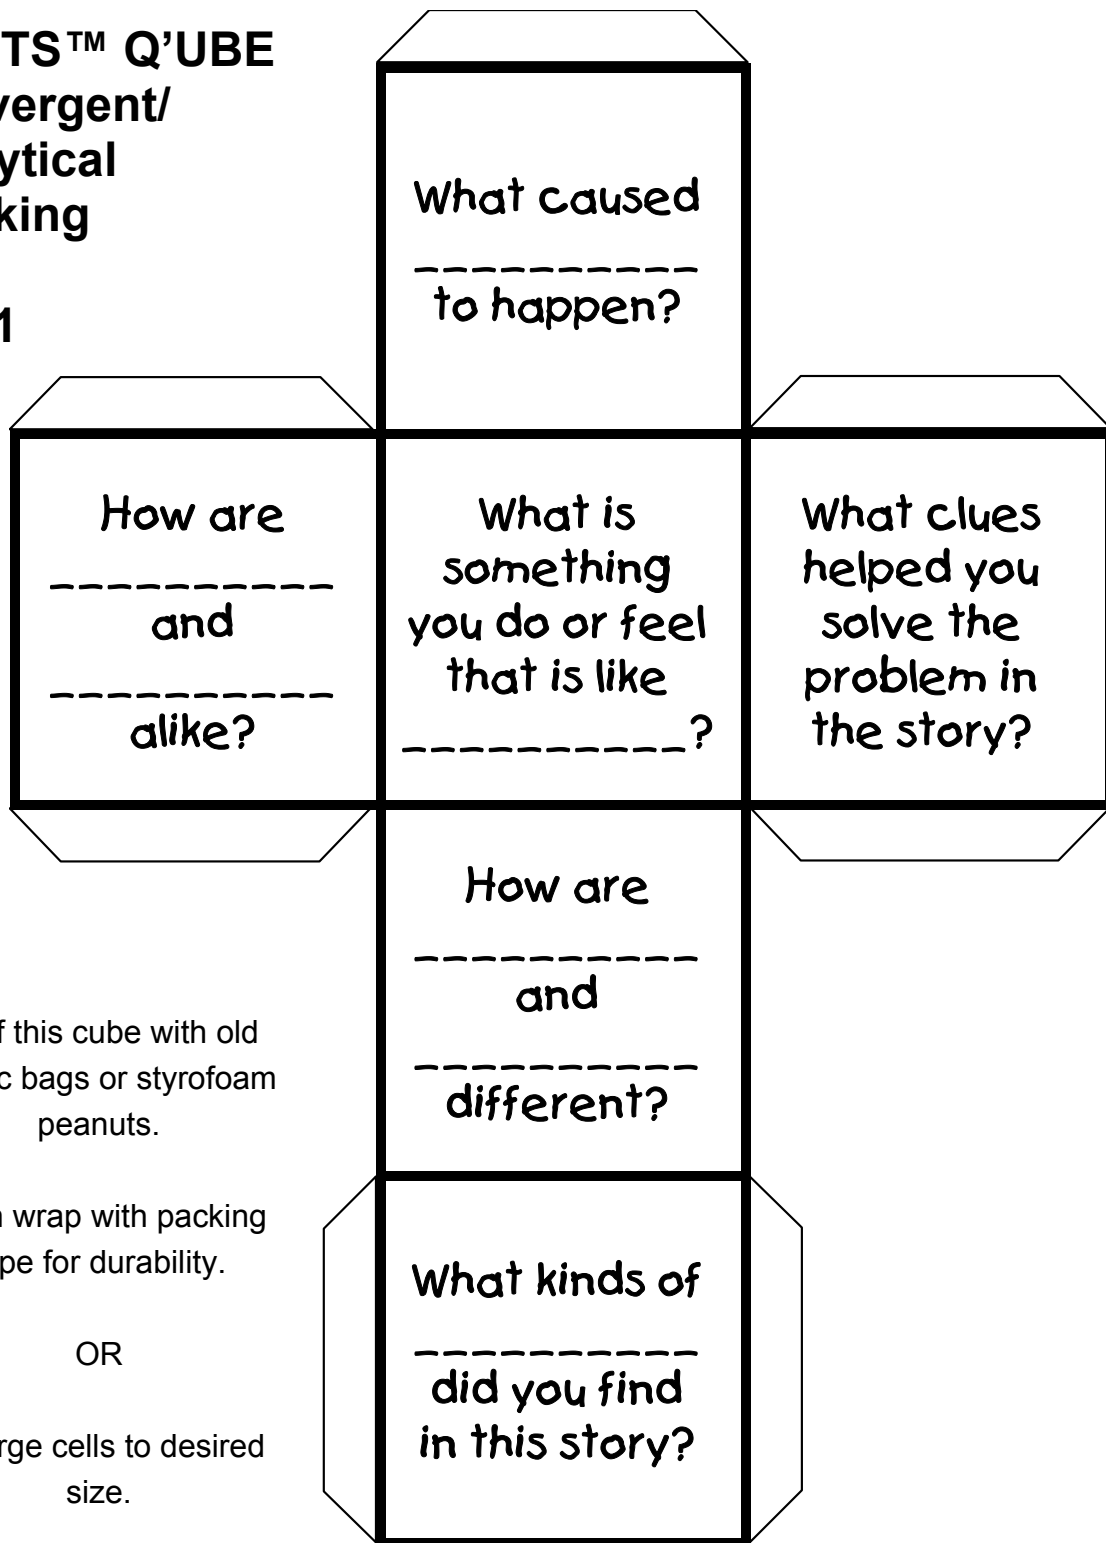 TS™ Q’UBE
vergent/
ytical
king
1
What caused
__________
to happen?
How are
__________
and
__________
alike?
What is
something
you do or feel
that is like
__________?
What clues
helped you
solve the
problem in
the story?
How are
__________
and
__________
different?
What kinds of
__________
did you find
in this story?
f this cube with old
c bags or styrofoam
peanuts.
n wrap with packing
pe for durability.
OR
rge cells to desired
size.